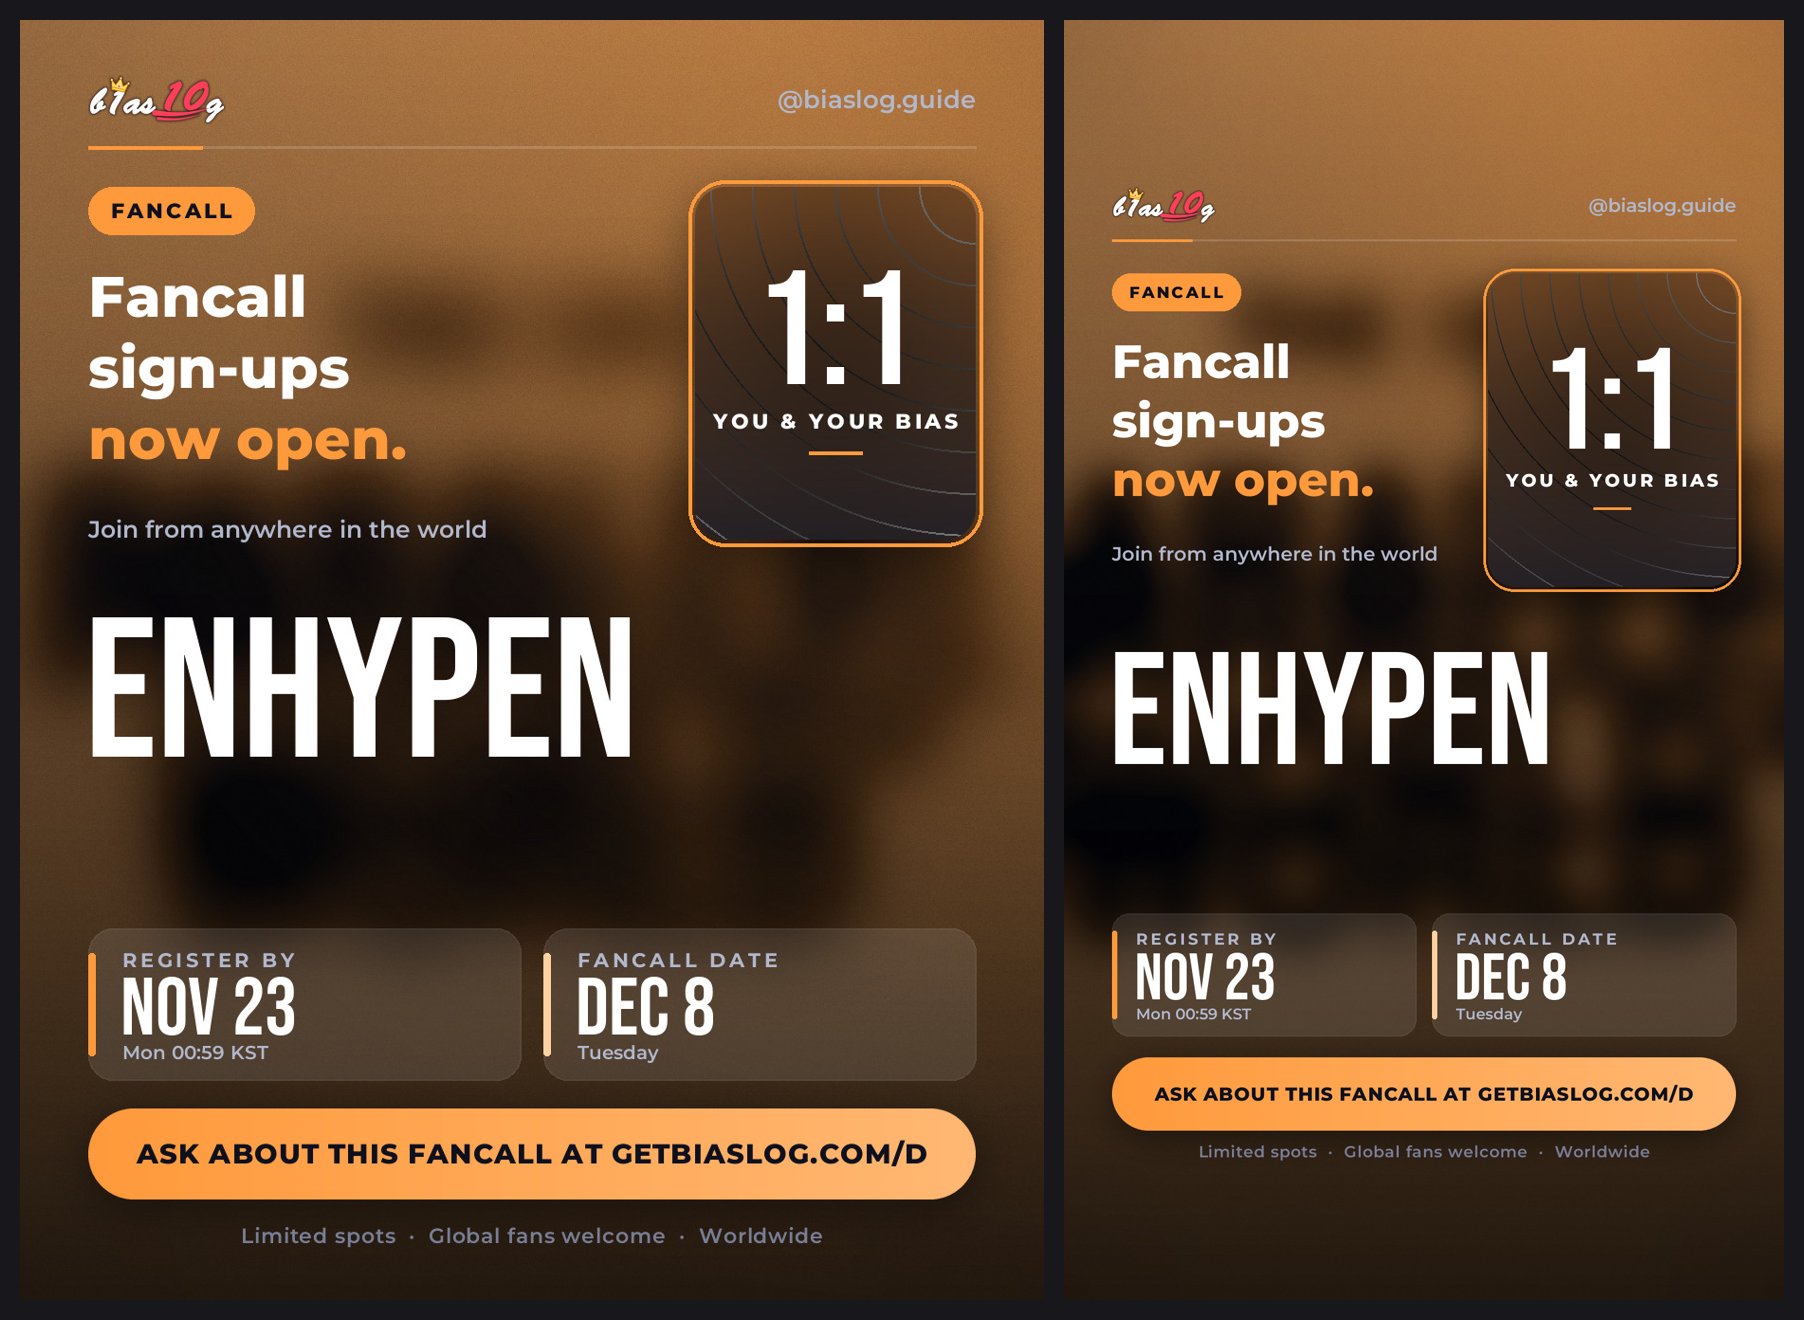 b1as10g
@biaslog.guide
FANCALL
Fancall
sign-ups
now open.
Join from anywhere in the world
1:1
YOU & YOUR BIAS
ENHYPEN
REGISTER BY
NOV 23
Mon 00:59 KST
FANCALL DATE
DEC 8
Tuesday
ASK ABOUT THIS FANCALL AT GETBIASLOG.COM/D
Limited spots · Global fans welcome · Worldwide
b1as10g
@biaslog.guide
FANCALL
Fancall
sign-ups
now open.
Join from anywhere in the world
1:1
YOU & YOUR BIAS
ENHYPEN
REGISTER BY
NOV 23
Mon 00:59 KST
FANCALL DATE
DEC 8
Tuesday
ASK ABOUT THIS FANCALL AT GETBIASLOG.COM/D
Limited spots · Global fans welcome · Worldwide